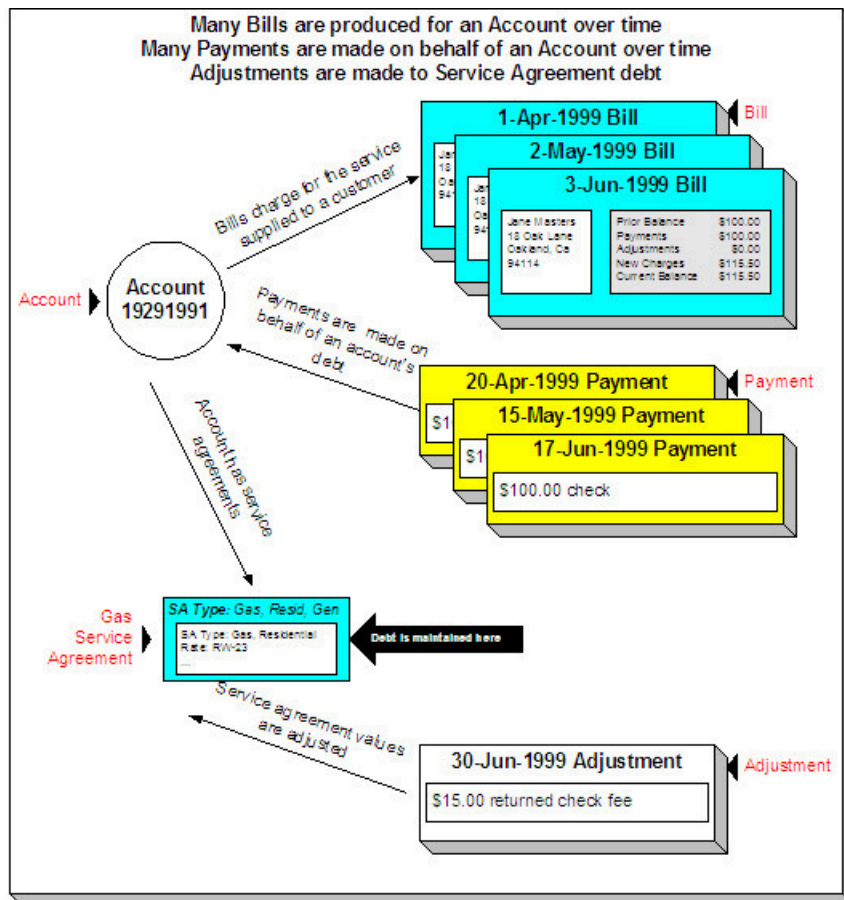 Many Bills are produced for an Account over time
Many Payments are made on behalf of an Account over time
Adjustments are made to Service Agreement debt
1-Apr-1999 Bill
Bill
2-May-1999 Bill
3-Jun-1999 Bill
Jane Masters
18 Oak Lane
Oakland, Ca
94114
Prior Balance $100.00
Payments $100.00
Adjustments $0.00
New Charges $115.50
Current Balance $115.50
Bills charge for the service
supplied to a customer
Account
Account
19291991
Payments are made on
behalf of an account's
debt
20-Apr-1999 Payment
Payment
15-May-1999 Payment
17-Jun-1999 Payment
$100.00 check
Account has service
agreements
Gas
Service
Agreement
SA Type: Gas, Resid, Gen
SA Type: Gas, Residential
Rate: RW-23
....
Debt is maintained here
Service agreement values
are adjusted
30-Jun-1999 Adjustment
Adjustment
$15.00 returned check fee